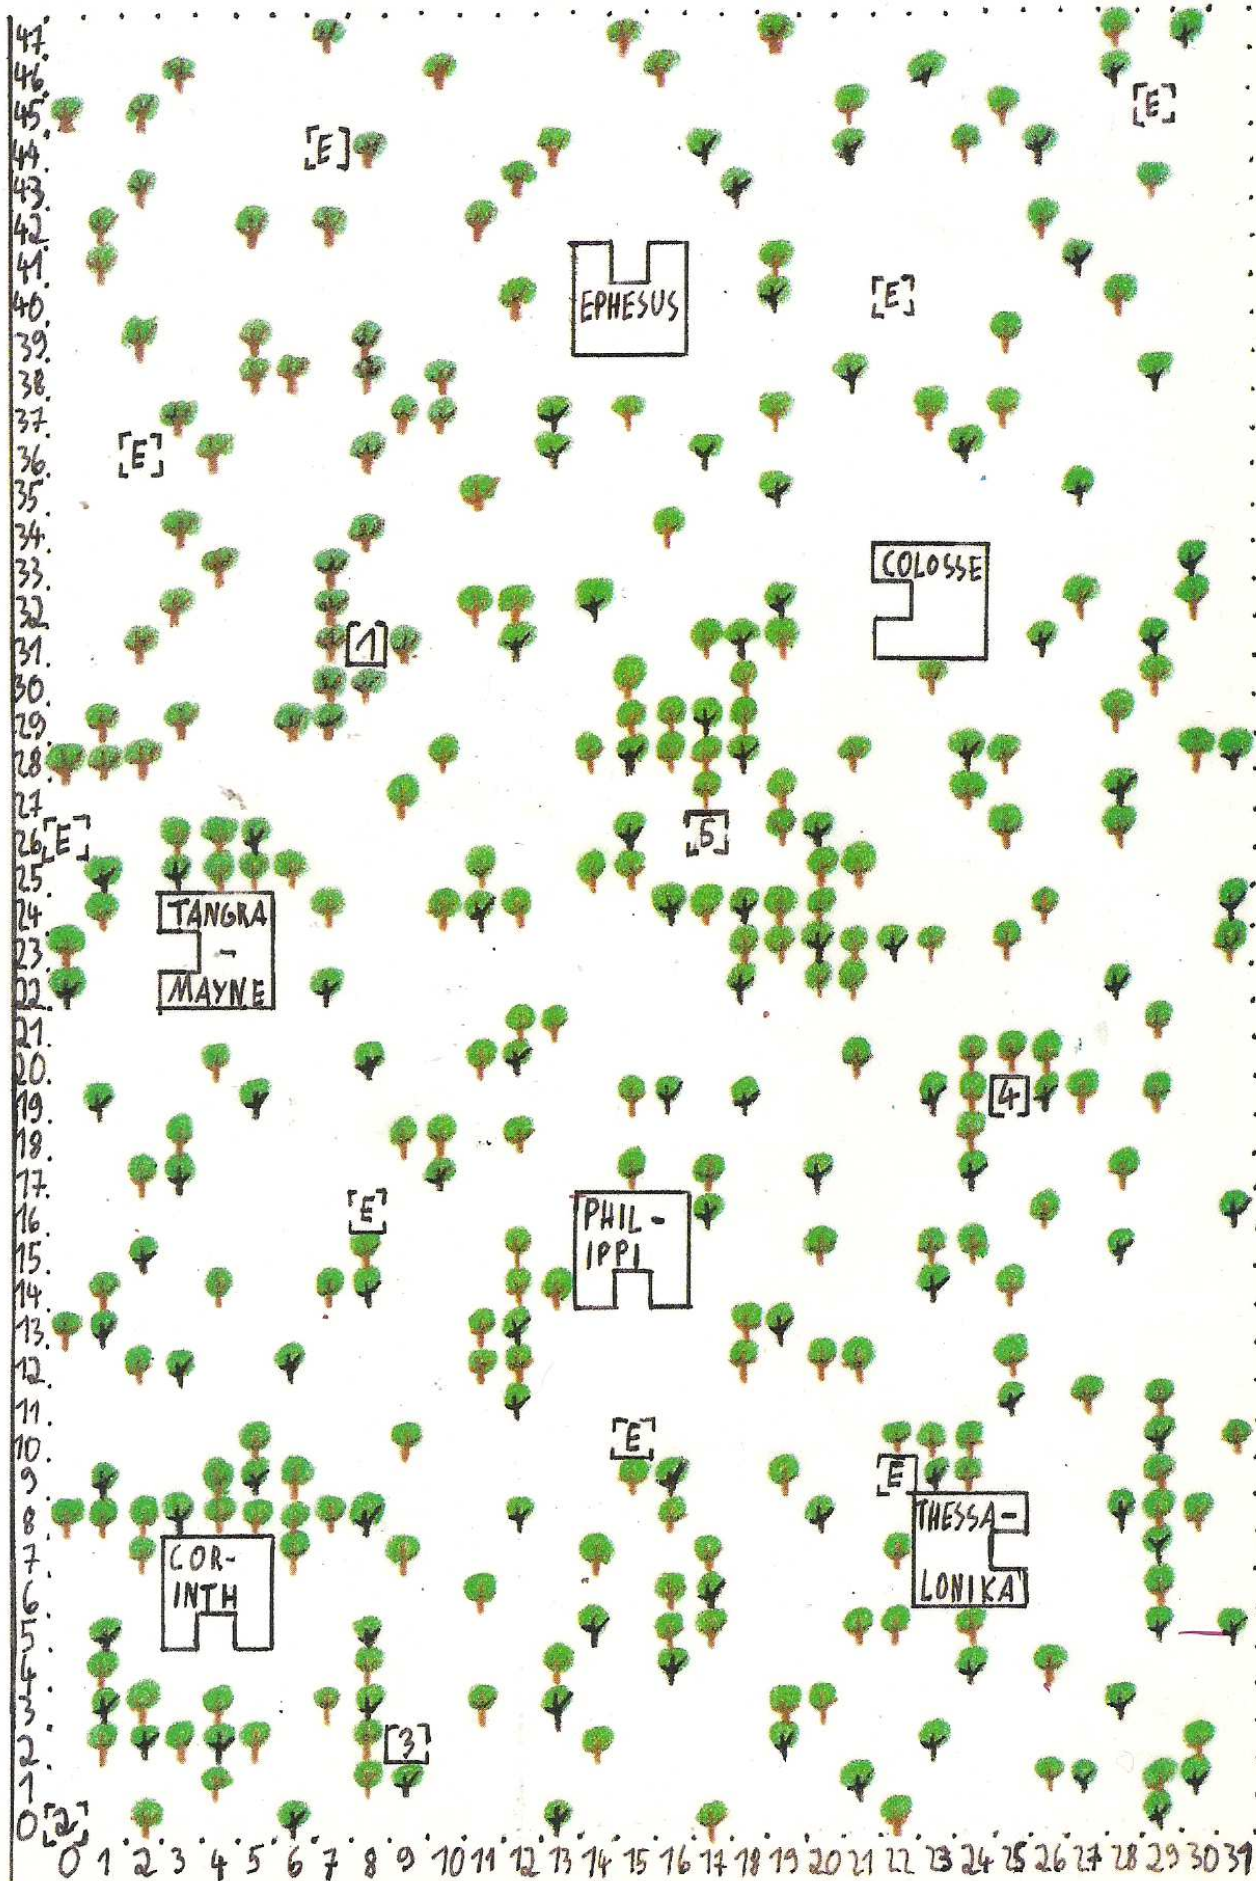 47.
46.
45.
[E]
44.
[E]
43.
42.
41.
40.
EPHESUS
[E]
39.
38.
37.
36.
[E]
35.
34.
33.
COLOSSE
32.
31.
[1]
30.
29.
28.
27.
26.
[E]
[5]
25.
24.
TANGRA
23.
-
22.
MAYNE
21.
20.
19.
[4]
18.
17.
16.
[E]
PHIL-
15.
IPPI
14.
13.
12.
11.
10.
[E]
9
[E]
8
THESSA-
7
COR-
6
INTH
LONIKA
5
4
3
2
[3]
1
0
[2]
0 1 2 3 4 5 6 7 8 9 10 11 12 13 14 15 16 17 18 19 20 21 22 23 24 25 26 27 28 29 30 31